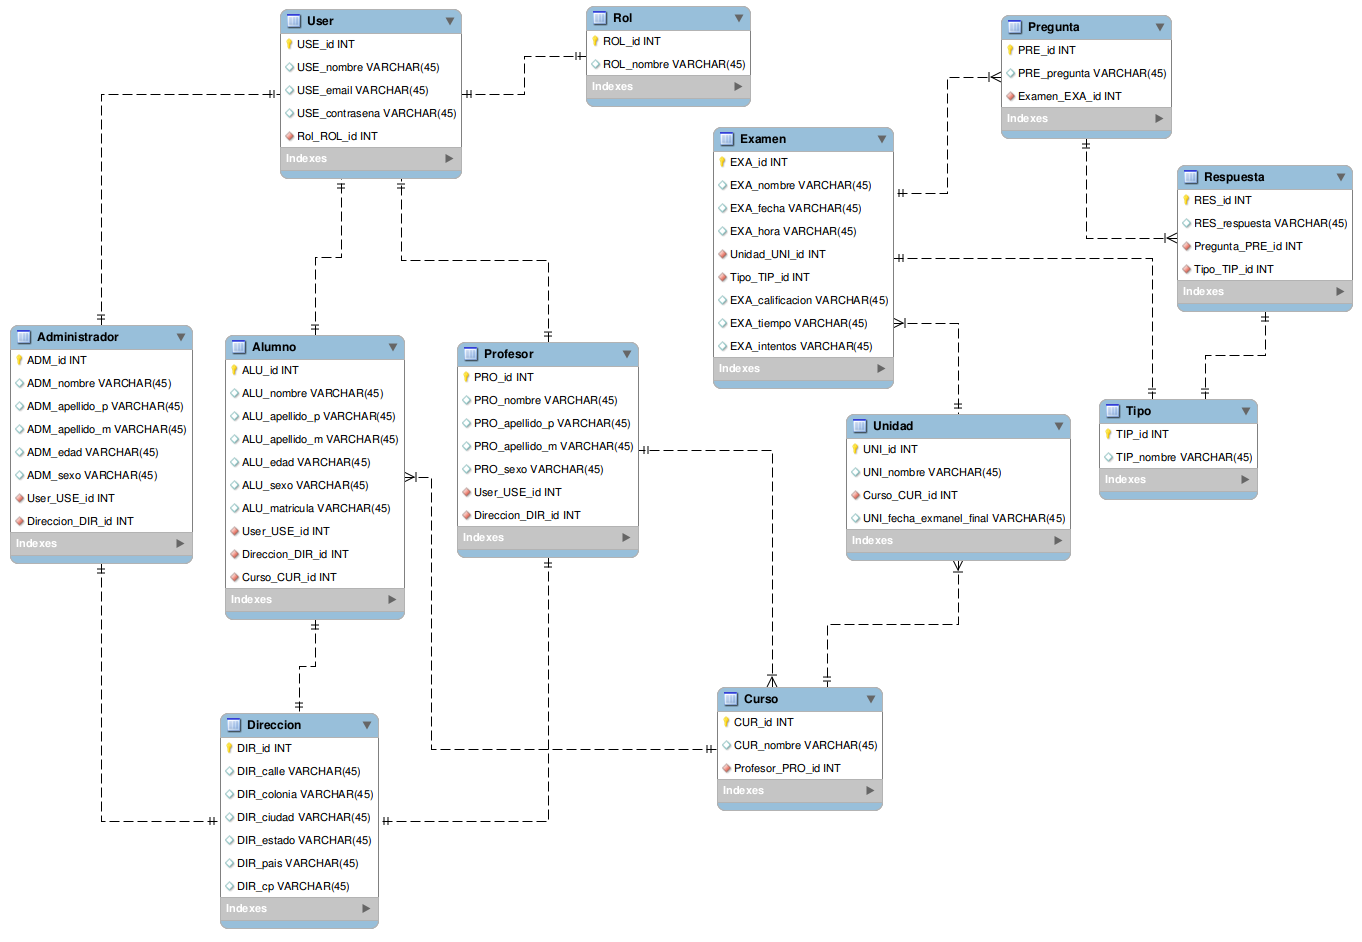 User
USE_id INT
USE_nombre VARCHAR(45)
USE_email VARCHAR(45)
USE_contrasena VARCHAR(45)
Rol_ROL_id INT
Indexes
Rol
ROL_id INT
ROL_nombre VARCHAR(45)
Indexes
Pregunta
PRE_id INT
PRE_pregunta VARCHAR(45)
Examen_EXA_id INT
Indexes
Examen
EXA_id INT
EXA_nombre VARCHAR(45)
EXA_fecha VARCHAR(45)
EXA_hora VARCHAR(45)
Unidad_UNI_id INT
Tipo_TIP_id INT
EXA_calificacion VARCHAR(45)
EXA_tiempo VARCHAR(45)
EXA_intentos VARCHAR(45)
Indexes
Respuesta
RES_id INT
RES_respuesta VARCHAR(45)
Pregunta_PRE_id INT
Tipo_TIP_id INT
Indexes
Administrador
ADM_id INT
ADM_nombre VARCHAR(45)
ADM_apellido_p VARCHAR(45)
ADM_apellido_m VARCHAR(45)
ADM_edad VARCHAR(45)
ADM_sexo VARCHAR(45)
User_USE_id INT
Direccion_DIR_id INT
Indexes
Alumno
ALU_id INT
ALU_nombre VARCHAR(45)
ALU_apellido_p VARCHAR(45)
ALU_apellido_m VARCHAR(45)
ALU_edad VARCHAR(45)
ALU_sexo VARCHAR(45)
ALU_matricula VARCHAR(45)
User_USE_id INT
Direccion_DIR_id INT
Curso_CUR_id INT
Indexes
Profesor
PRO_id INT
PRO_nombre VARCHAR(45)
PRO_apellido_p VARCHAR(45)
PRO_apellido_m VARCHAR(45)
PRO_sexo VARCHAR(45)
User_USE_id INT
Direccion_DIR_id INT
Indexes
Unidad
UNI_id INT
UNI_nombre VARCHAR(45)
Curso_CUR_id INT
UNI_fecha_exmanel_final VARCHAR(45)
Indexes
Tipo
TIP_id INT
TIP_nombre VARCHAR(45)
Indexes
Direccion
DIR_id INT
DIR_calle VARCHAR(45)
DIR_colonia VARCHAR(45)
DIR_ciudad VARCHAR(45)
DIR_estado VARCHAR(45)
DIR_pais VARCHAR(45)
DIR_cp VARCHAR(45)
Indexes
Curso
CUR_id INT
CUR_nombre VARCHAR(45)
Profesor_PRO_id INT
Indexes